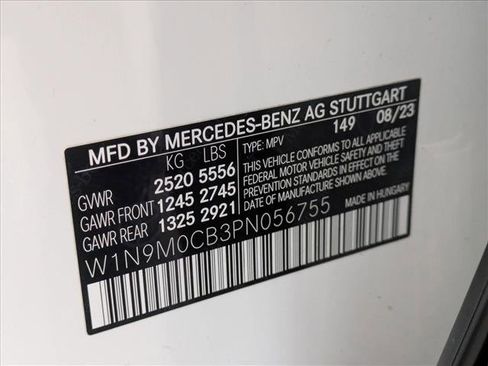 MFD BY MERCEDES-BENZ AG STUTTGART
KG LBS
149 08/23
GVWR 2520 5556
TYPE: MPV
GAWR FRONT 1245 2745
GAWR REAR 1325 2921
THIS VEHICLE CONFORMS TO ALL APPLICABLE
FEDERAL MOTOR VEHICLE SAFETY AND THEFT
PREVENTION STANDARDS IN EFFECT ON THE
DATE OF MANUFACTURE SHOWN ABOVE.
MADE IN HUNGARY
W1N9M0CB3PN056755